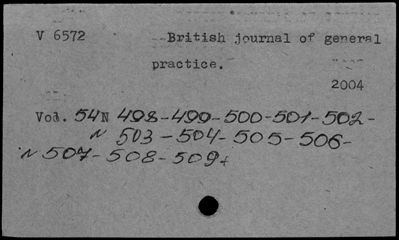 V 6572 British journal of general
practice.
2004
Vol. 54 N 498-499-500-501-502-
N 503-504-505-506-
N 507-508-509+